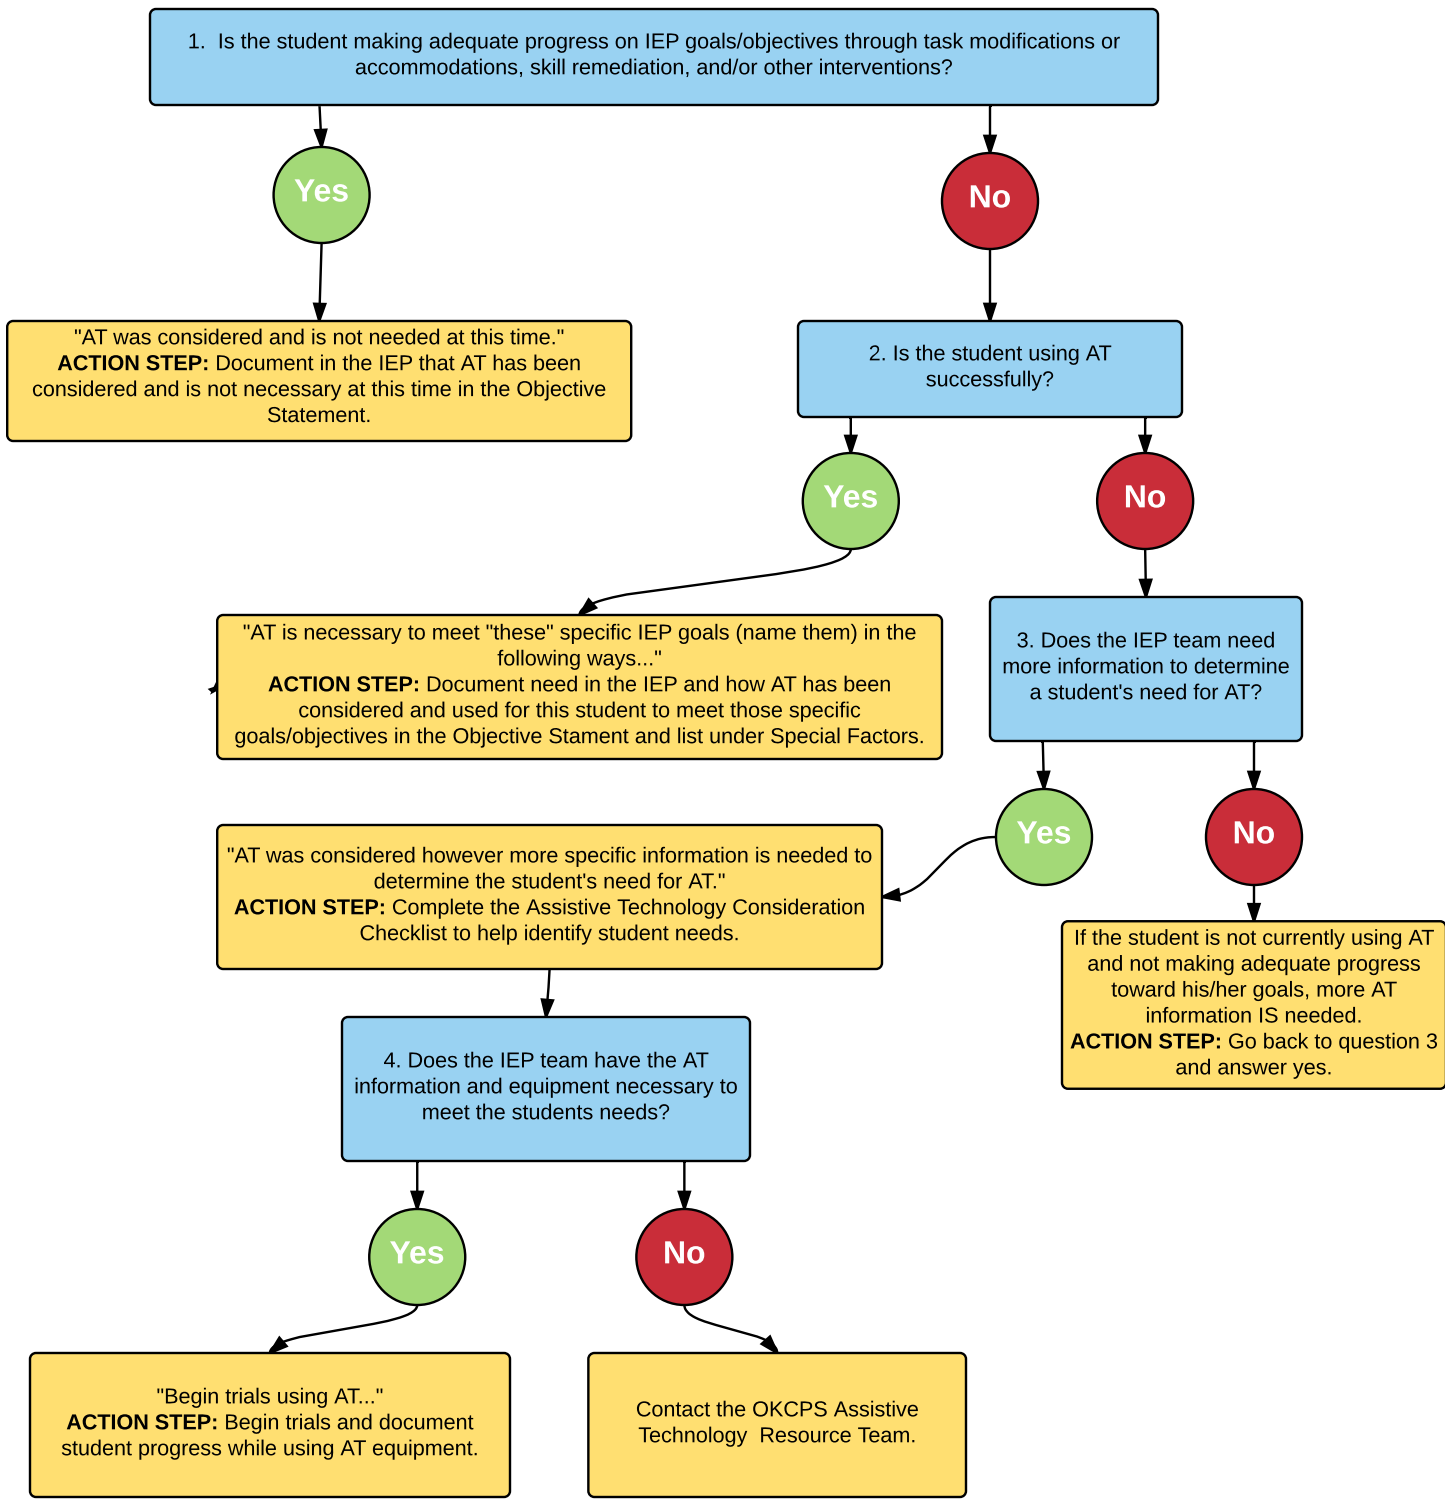 1.  Is the student making adequate progress on IEP goals/objectives through task modifications or
accommodations, skill remediation, and/or other interventions?
Yes
No
"AT was considered and is not needed at this time."
ACTION STEP: Document in the IEP that AT has been
considered and is not necessary at this time in the Objective
Statement.
2. Is the student using AT
successfully?
Yes
No
"AT is necessary to meet "these" specific IEP goals (name them) in the
following ways..."
ACTION STEP: Document need in the IEP and how AT has been
considered and used for this student to meet those specific
goals/objectives in the Objective Stament and list under Special Factors.
3. Does the IEP team need
more information to determine
a student's need for AT?
Yes
No
"AT was considered however more specific information is needed to
determine the student's need for AT."
ACTION STEP: Complete the Assistive Technology Consideration
Checklist to help identify student needs.
If the student is not currently using AT
and not making adequate progress
toward his/her goals, more AT
information IS needed.
ACTION STEP: Go back to question 3
and answer yes.
4. Does the IEP team have the AT
information and equipment necessary to
meet the students needs?
Yes
No
"Begin trials using AT..."
ACTION STEP: Begin trials and document
student progress while using AT equipment.
Contact the OKCPS Assistive
Technology  Resource Team.